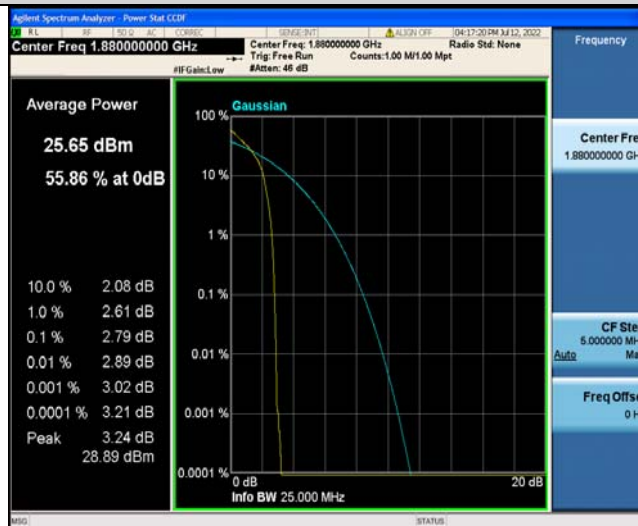 Agilent Spectrum Analyzer - Power Stat CCDF
RL RF 50 Ω AC CORREC SENSE:INT ALIGN OFF 04:17:20 PM Jul 12, 2022
Center Freq 1.880000000 GHz
Center Freq: 1.880000000 GHz Radio Std: None
Trig: Free Run Counts:1.00 M/1.00 Mpt
#IFGain:Low #Atten: 46 dB
Frequency
Average Power
25.65 dBm
55.86 % at 0dB
10.0 % 2.08 dB
1.0 % 2.61 dB
0.1 % 2.79 dB
0.01 % 2.89 dB
0.001 % 3.02 dB
0.0001 % 3.21 dB
Peak 3.24 dB
28.89 dBm
Gaussian
100 %
10 %
1 %
0.1 %
0.01 %
0.001 %
0.0001 %
0 dB 20 dB
Info BW 25.000 MHz
Center Fre
1.880000000 GH
CF Ste
5.000000 MH
Auto Ma
Freq Offse
0 H
MSG STATUS